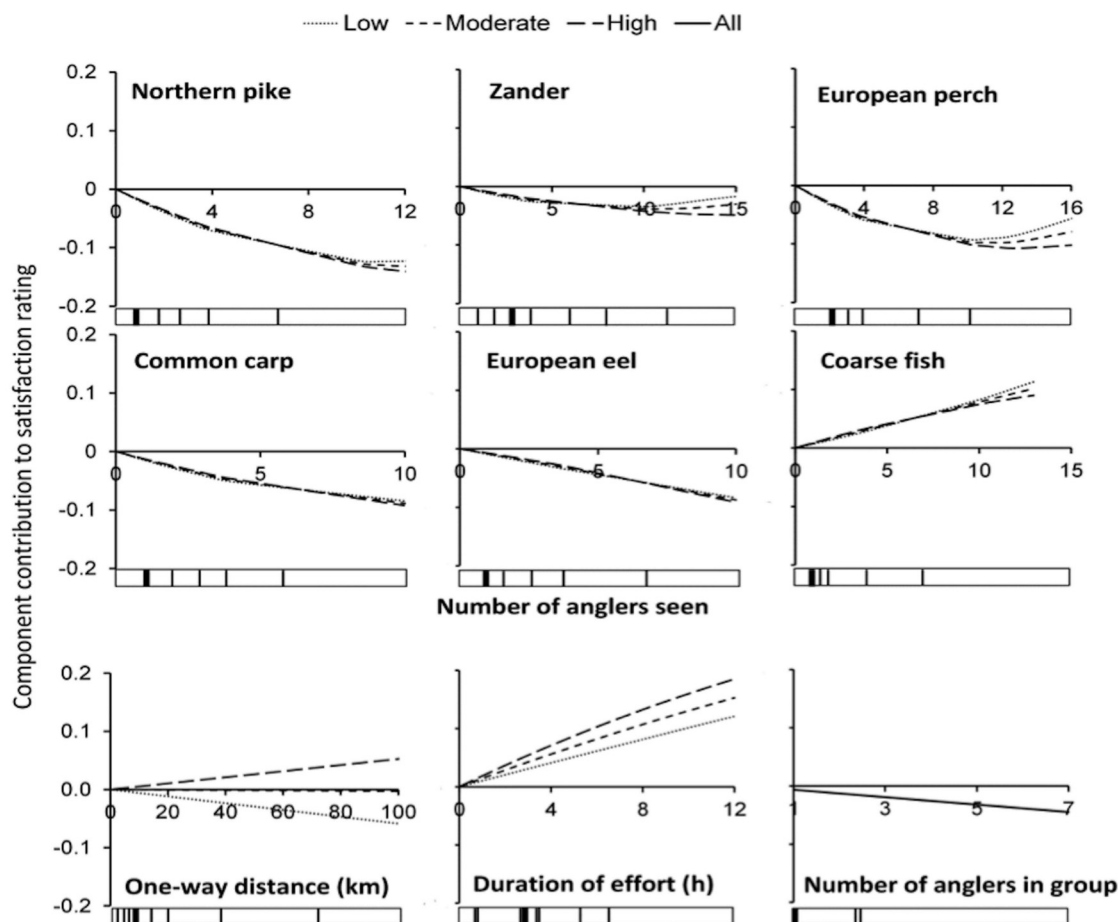 Low Moderate High All
Northern pike Zander European perch
0.2 0.1 0 -0.1 -0.2
0 4 8 12
0 5 10 15
0 4 8 12 16
Common carp European eel Coarse fish
0.2 0.1 0 -0.1 -0.2
0 5 10
0 5 10
0 5 10 15
Component contribution to satisfaction rating
Number of anglers seen
0.2 0.1 0.0 -0.1 -0.2
0 20 40 60 80 100
0 4 8 12
1 3 5 7
One-way distance (km) Duration of effort (h) Number of anglers in group